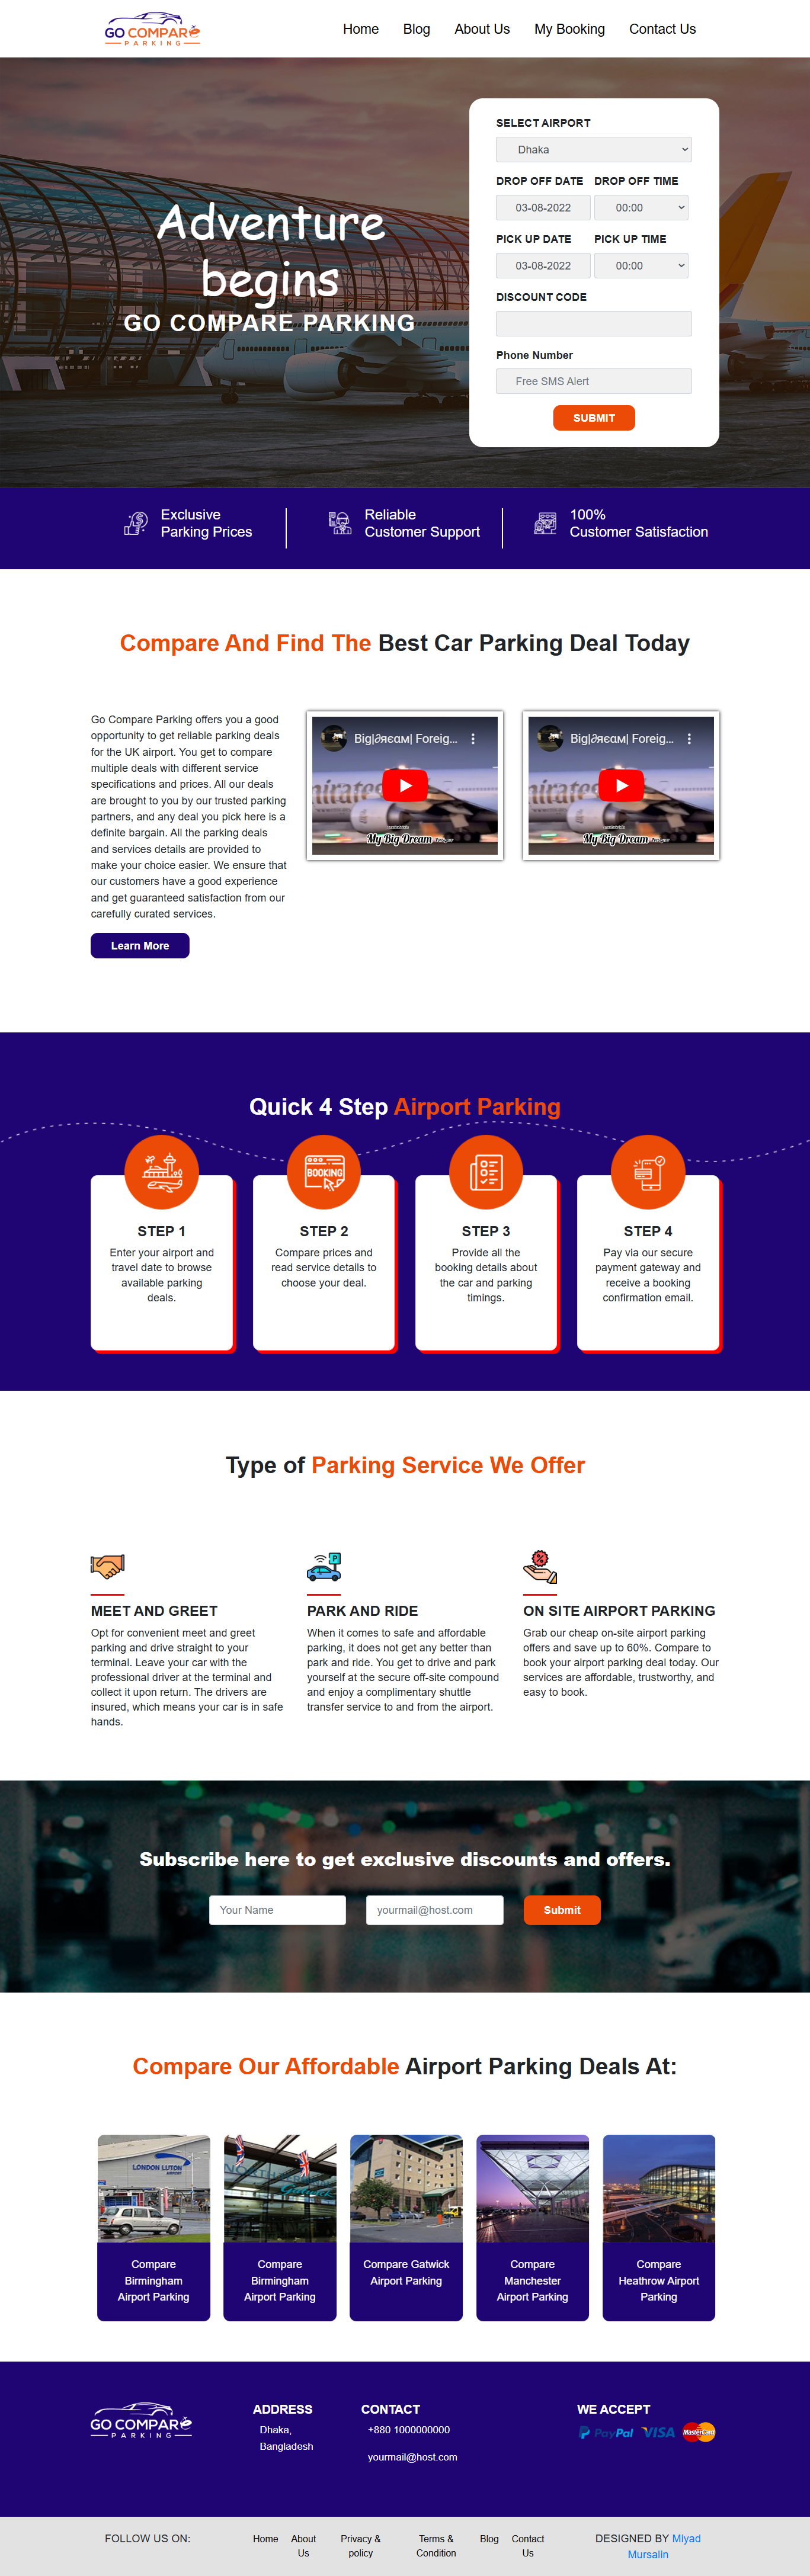 GO COMPARE
PARKING
Home Blog About Us My Booking Contact Us
Adventure
begins
GO COMPARE PARKING
SELECT AIRPORT
Dhaka
DROP OFF DATE DROP OFF TIME
03-08-2022 00:00
PICK UP DATE PICK UP TIME
03-08-2022 00:00
DISCOUNT CODE
Phone Number
Free SMS Alert
SUBMIT
Exclusive
Parking Prices
Reliable
Customer Support
100%
Customer Satisfaction
Compare And Find The Best Car Parking Deal Today
Go Compare Parking offers you a good
opportunity to get reliable parking deals
for the UK airport. You get to compare
multiple deals with different service
specifications and prices. All our deals
are brought to you by our trusted parking
partners, and any deal you pick here is a
definite bargain. All the parking deals
and services details are provided to
make your choice easier. We ensure that
our customers have a good experience
and get guaranteed satisfaction from our
carefully curated services.
Learn More
Big|∂яєαм| Foreig...
My Big Dream
Big|∂яєαм| Foreig...
My Big Dream
Quick 4 Step Airport Parking
BOOKING
STEP 1
Enter your airport and
travel date to browse
available parking
deals.
STEP 2
Compare prices and
read service details to
choose your deal.
STEP 3
Provide all the
booking details about
the car and parking
timings.
STEP 4
Pay via our secure
payment gateway and
receive a booking
confirmation email.
Type of Parking Service We Offer
P
MEET AND GREET
Opt for convenient meet and greet
parking and drive straight to your
terminal. Leave your car with the
professional driver at the terminal and
collect it upon return. The drivers are
insured, which means your car is in safe
hands.
PARK AND RIDE
When it comes to safe and affordable
parking, it does not get any better than
park and ride. You get to drive and park
yourself at the secure off-site compound
and enjoy a complimentary shuttle
transfer service to and from the airport.
ON SITE AIRPORT PARKING
Grab our cheap on-site airport parking
offers and save up to 60%. Compare to
book your airport parking deal today. Our
services are affordable, trustworthy, and
easy to book.
Subscribe here to get exclusive discounts and offers.
Your Name yourmail@host.com Submit
Compare Our Affordable Airport Parking Deals At:
LONDON LUTON
AIRPORT
Compare
Birmingham
Airport Parking
Compare
Birmingham
Airport Parking
Compare Gatwick
Airport Parking
Compare
Manchester
Airport Parking
Compare
Heathrow Airport
Parking
GO COMPARE
PARKING
ADDRESS
Dhaka,
Bangladesh
CONTACT
+880 1000000000
yourmail@host.com
WE ACCEPT
PayPal VISA MasterCard
FOLLOW US ON:
Home
About
Us
Privacy &
policy
Terms &
Condition
Blog
Contact
Us
DESIGNED BY Miyad
Mursalin